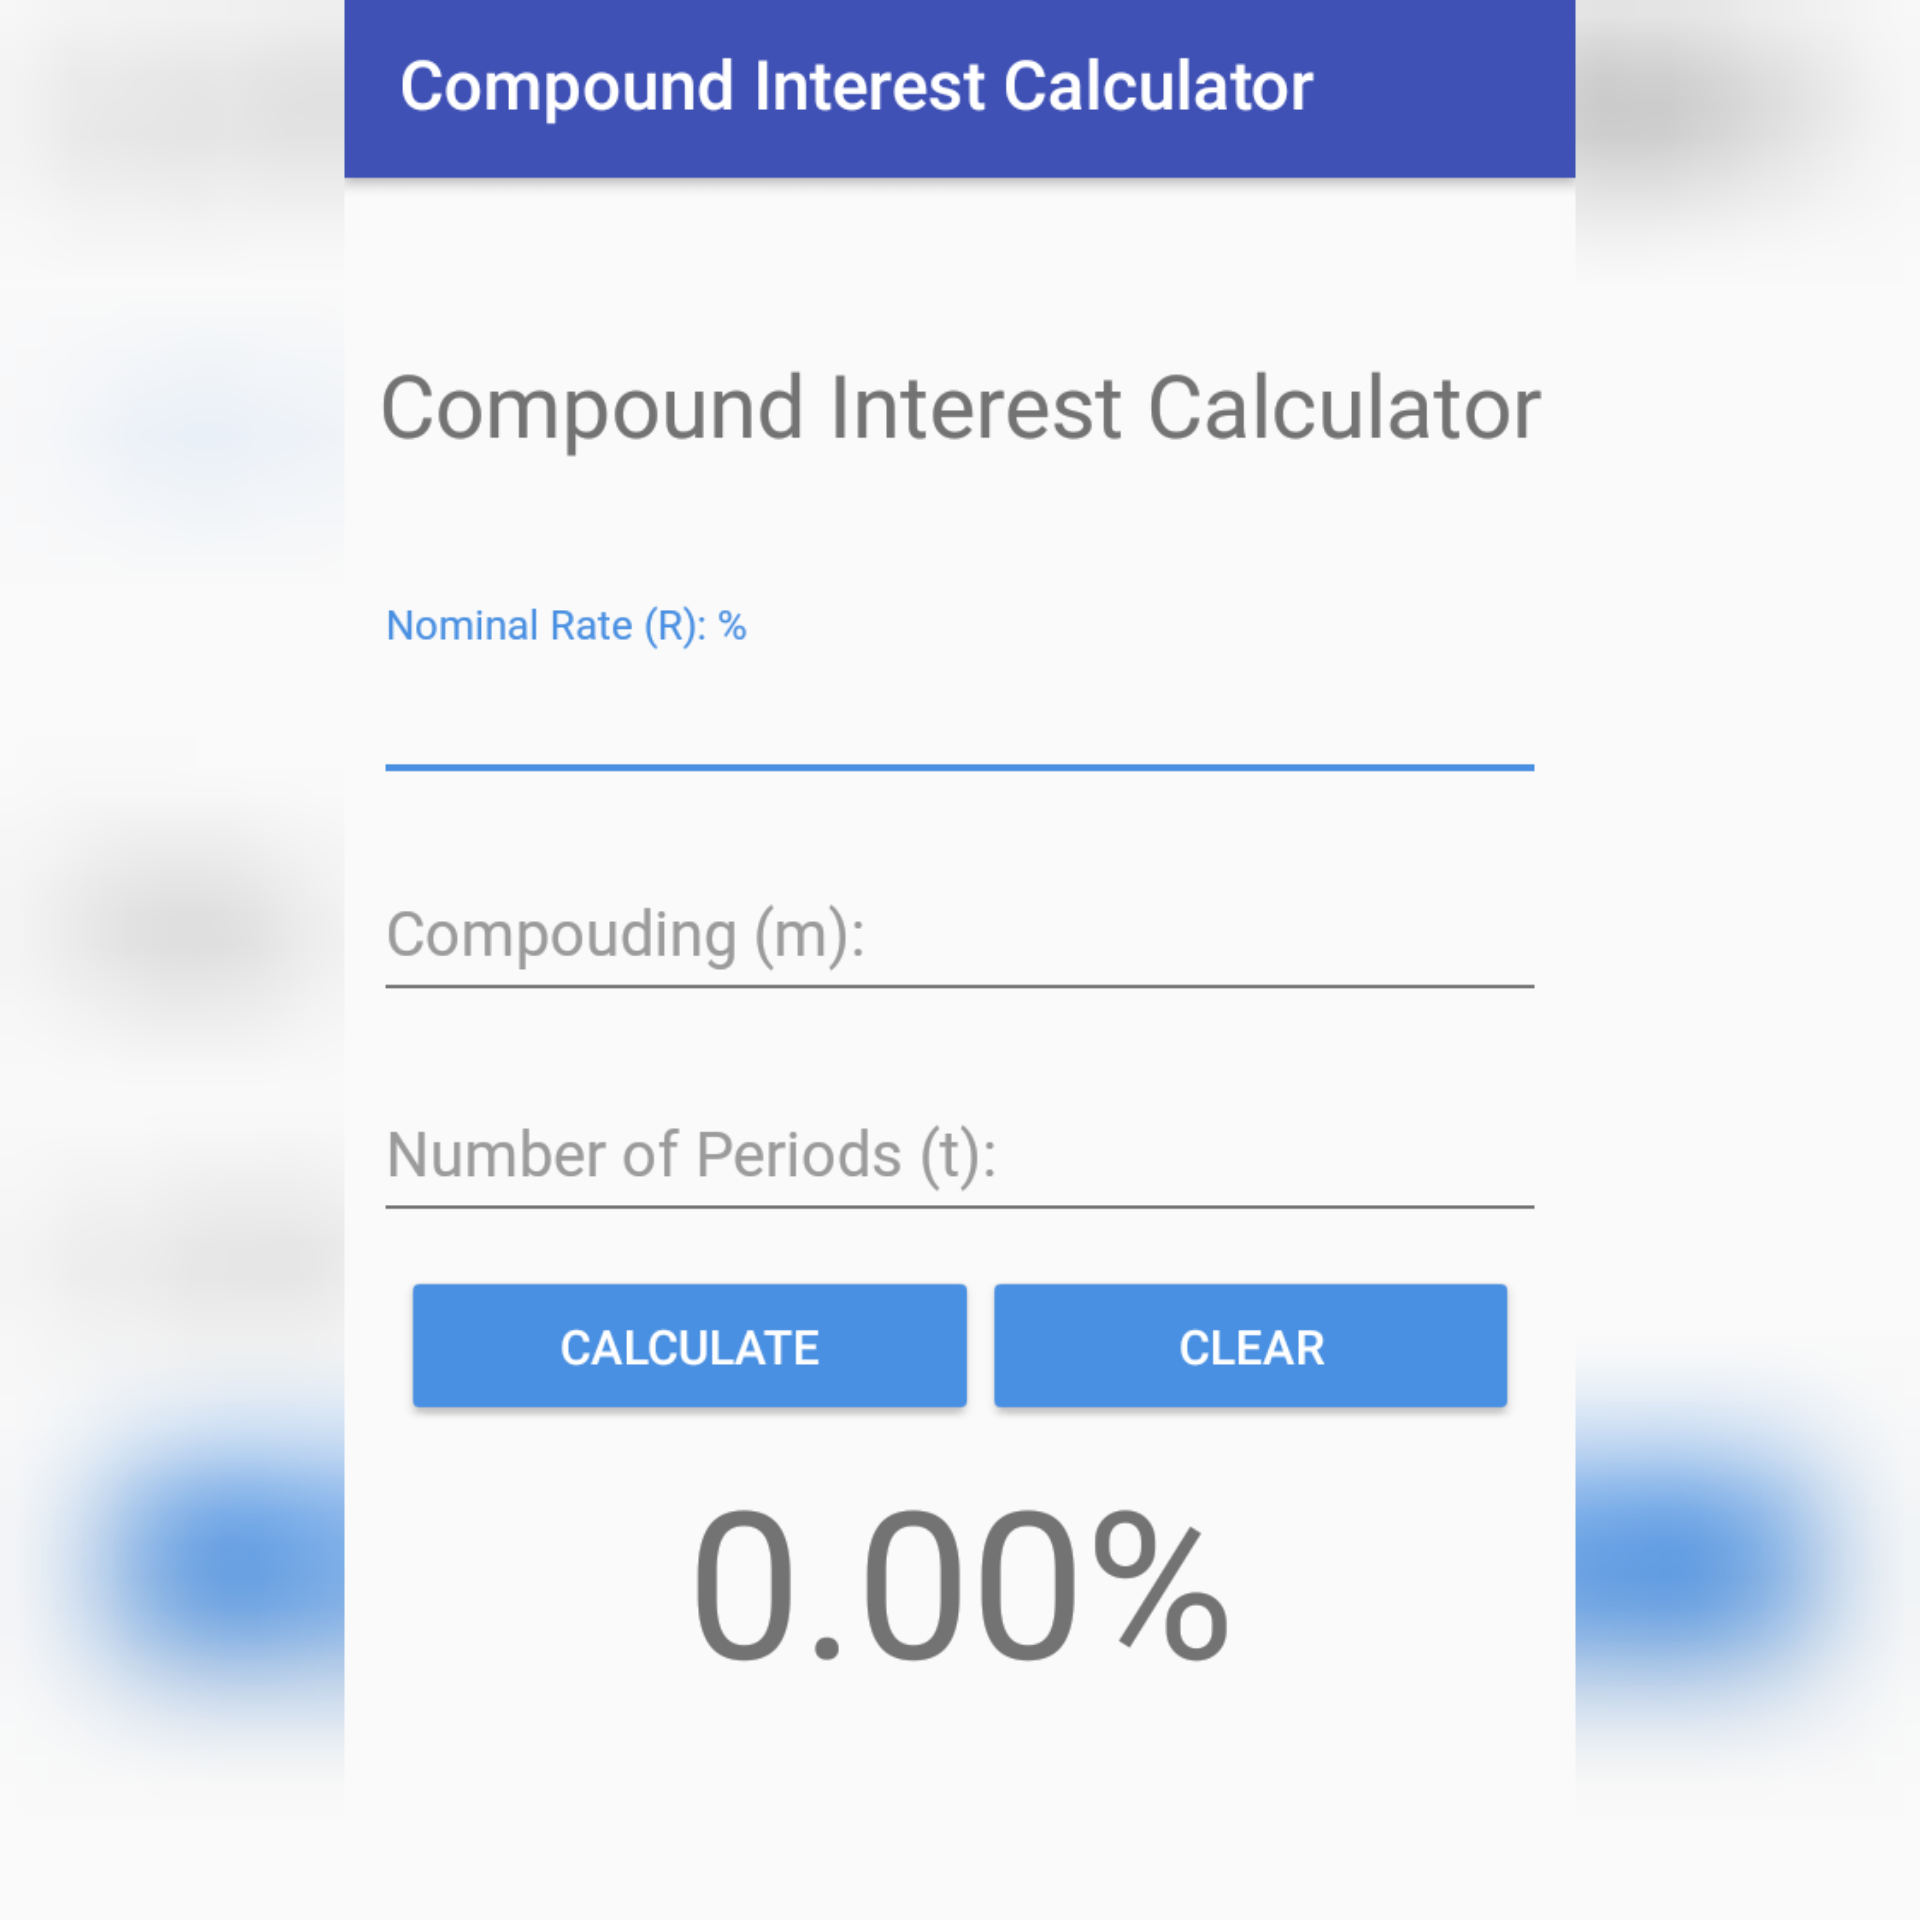 Compound Interest Calculator
Compound Interest Calculator
Nominal Rate (R): %
Compouding (m):
Number of Periods (t):
CALCULATE CLEAR
0.00%